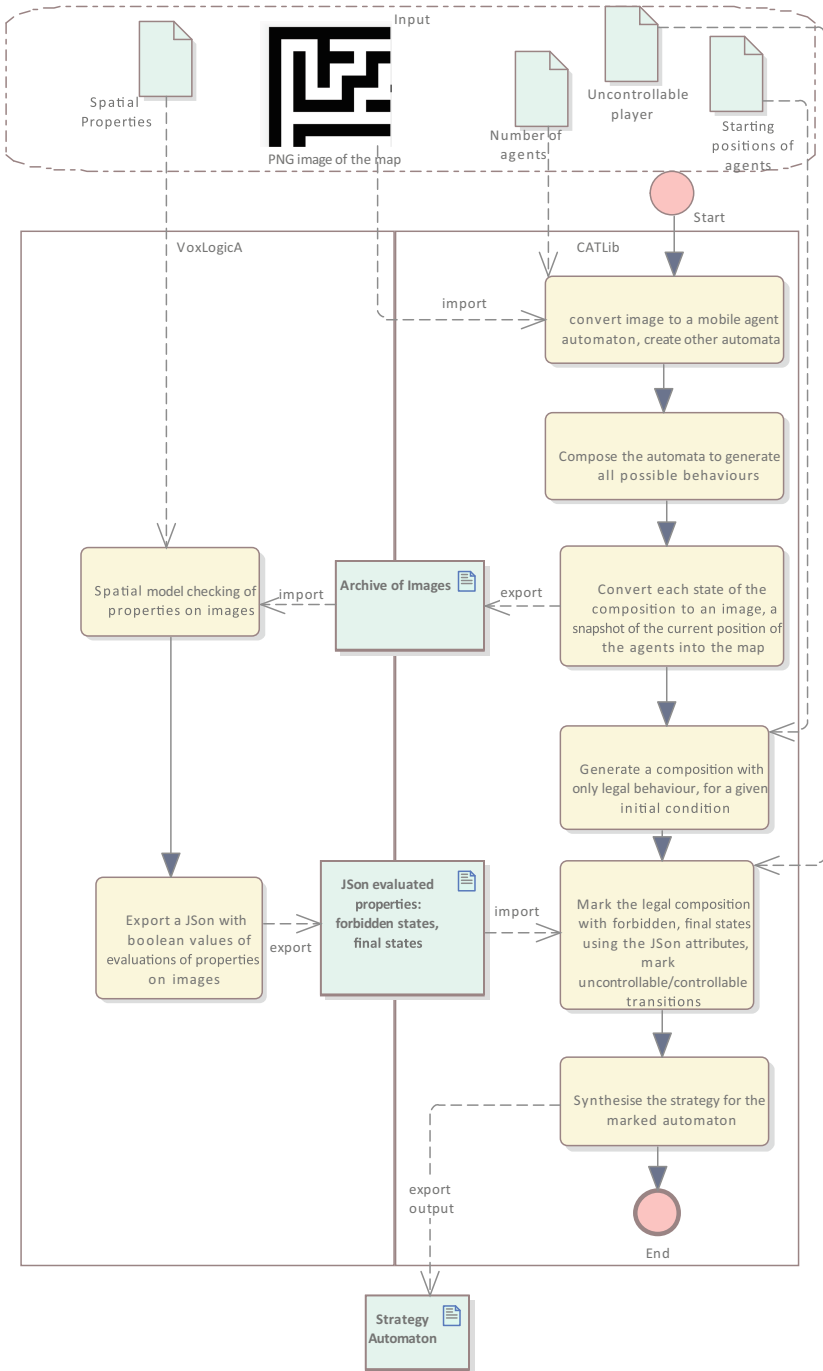 Input
Spatial
Properties
PNG image of the map
Number of
agents
Uncontrollable
player
Starting
positions of
agents
Start
VoxLogicA
CATLib
import
convert image to a mobile agent
automaton, create other automata
Compose the automata to generate
all possible behaviours
Spatial model checking of
properties on images
import
Archive of Images
export
Convert each state of the
composition to an image, a
snapshot of the current position of
the agents into the map
Generate a composition with
only legal behaviour, for a given
initial condition
Export a JSon with
boolean values of
evaluations of properties
on images
export
JSon evaluated
properties:
forbidden states,
final states
import
Mark the legal composition
with forbidden, final states
using the JSon attributes,
mark
uncontrollable/controllable
transitions
Synthesise the strategy for the
marked automaton
export
output
End
Strategy
Automaton